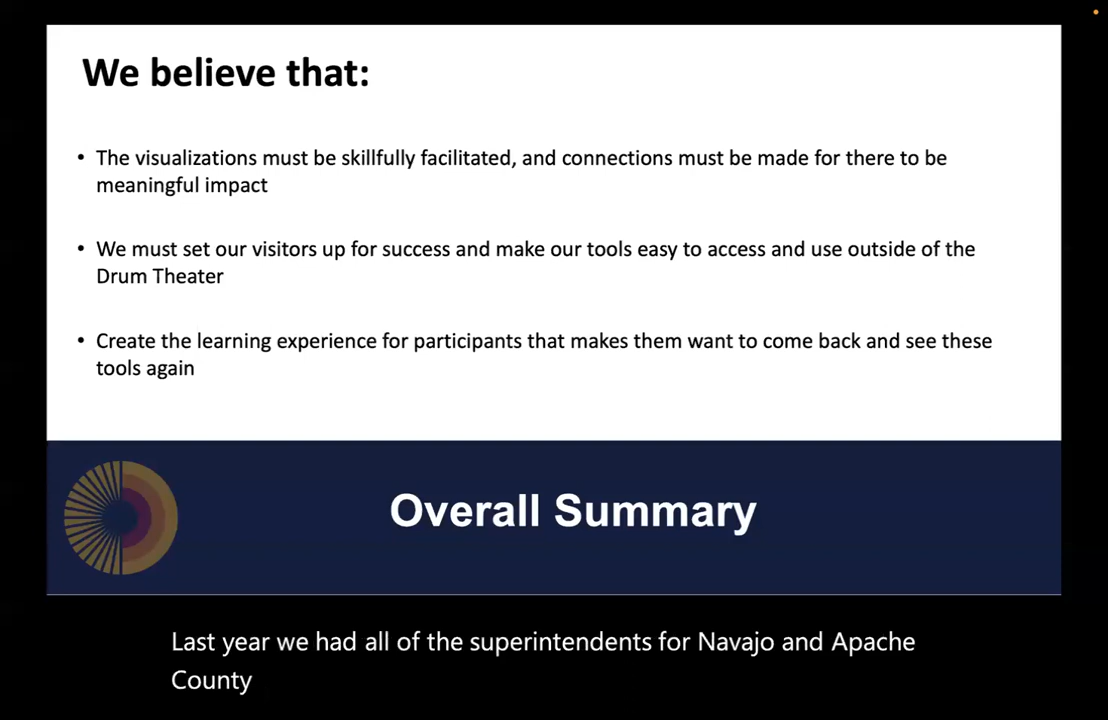 We believe that:
• The visualizations must be skillfully facilitated, and connections must be made for there to be
meaningful impact
• We must set our visitors up for success and make our tools easy to access and use outside of the
Drum Theater
• Create the learning experience for participants that makes them want to come back and see these
tools again
Overall Summary
Last year we had all of the superintendents for Navajo and Apache
County